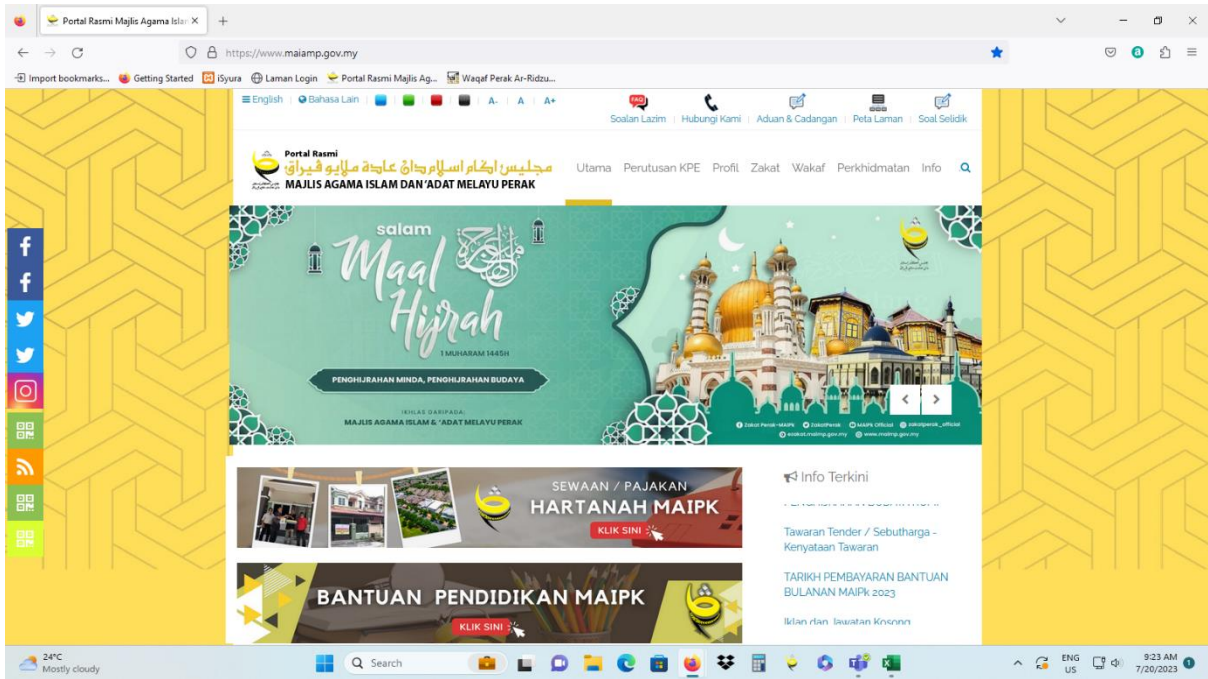 Portal Rasmi Majlis Agama Islar
https://www.maiamp.gov.my
Import bookmarks... Getting Started iSyura Laman Login Portal Rasmi Majlis Ag... Waqaf Perak Ar-Ridzu...
English Bahasa Lain A- A A+
FAQ
Soalan Lazim Hubungi Kami Aduan & Cadangan Peta Laman Soal Selidik
Portal Rasmi
مجليس اݢام اسلام دان عادة ملايو ڤيراق
MAJLIS AGAMA ISLAM DAN 'ADAT MELAYU PERAK
Utama Perutusan KPE Profil Zakat Wakaf Perkhidmatan Info
salam
Maal
Hijrah
1 MUHARAM 1445H
PENGHIJRAHAN MINDA, PENGHIJRAHAN BUDAYA
IKHLAS DARIPADA:
MAJLIS AGAMA ISLAM & 'ADAT MELAYU PERAK
Zakat Perak-MAIPk ZakatPerak MAIPk Official zakatperak_official
ezakat.maiamp.gov.my www.maiamp.gov.my
SEWAAN / PAJAKAN
HARTANAH MAIPK
KLIK SINI
BANTUAN PENDIDIKAN MAIPK
KLIK SINI
Info Terkini
Tawaran Tender / Sebutharga -
Kenyataan Tawaran
TARIKH PEMBAYARAN BANTUAN
BULANAN MAIPk 2023
Iklan dan Jawatan Kosong
24°C
Mostly cloudy
Search
ENG
US
9:23 AM
7/20/2023
1